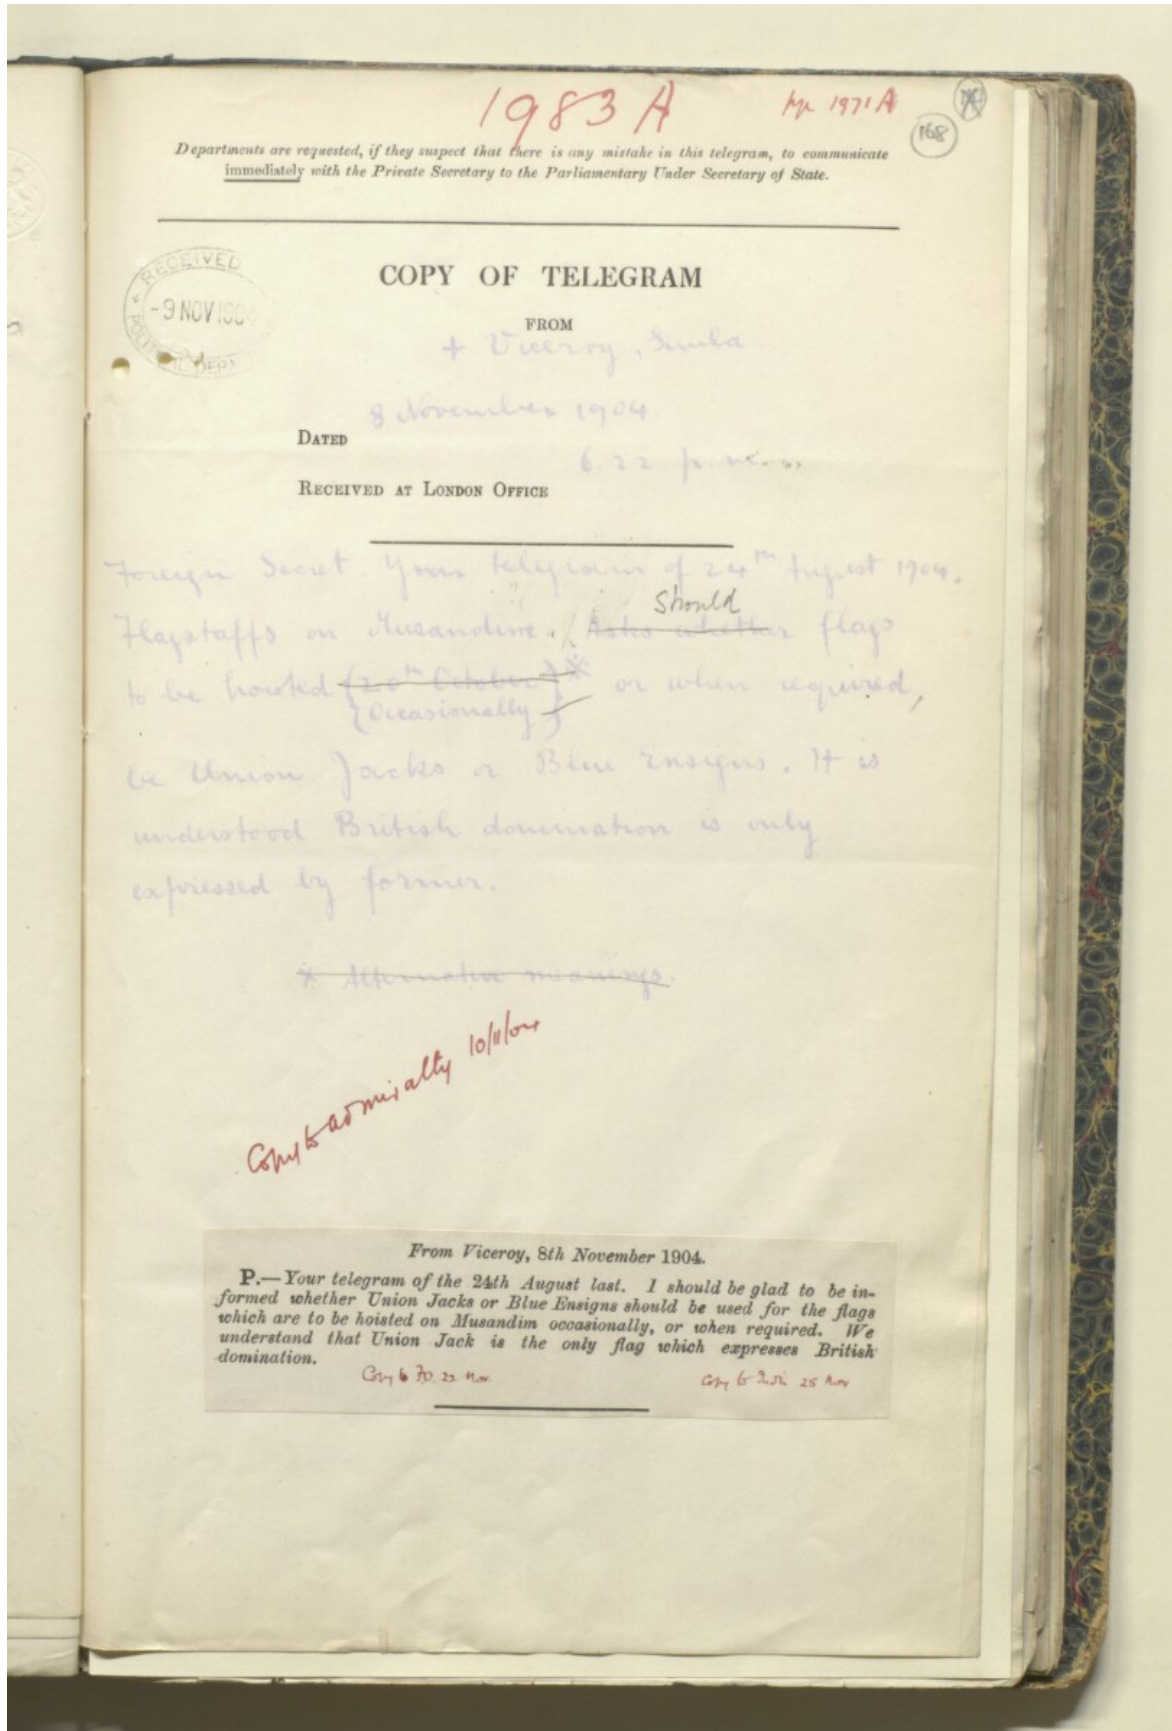 1983 A
1971 A
168
Departments are requested, if they suspect that there is any mistake in this telegram, to communicate
immediately with the Private Secretary to the Parliamentary Under Secretary of State.
RECEIVED
-9 NOV 1904
POLITICAL DEPT
COPY OF TELEGRAM
FROM
+ Viceroy, Simla
8 November 1904
DATED
6.22 p.m.
RECEIVED AT LONDON OFFICE
Foreign Secret. Your telegram of 24th August 1904.
should
Flagstaffs on Musandim. Asks whether flags
to be hoisted {20th October}* or when required,
{Occasionally}
be Union Jacks or Blue Ensigns. It is
understood British domination is only
expressed by former.
* Alternative meanings.
Copy to Admiralty 10/11/04
From Viceroy, 8th November 1904.
P.—Your telegram of the 24th August last. I should be glad to be in-
formed whether Union Jacks or Blue Ensigns should be used for the flags
which are to be hoisted on Musandim occasionally, or when required. We
understand that Union Jack is the only flag which expresses British
domination.
Copy to FO. 22 Nov.
Copy to India 25 Nov